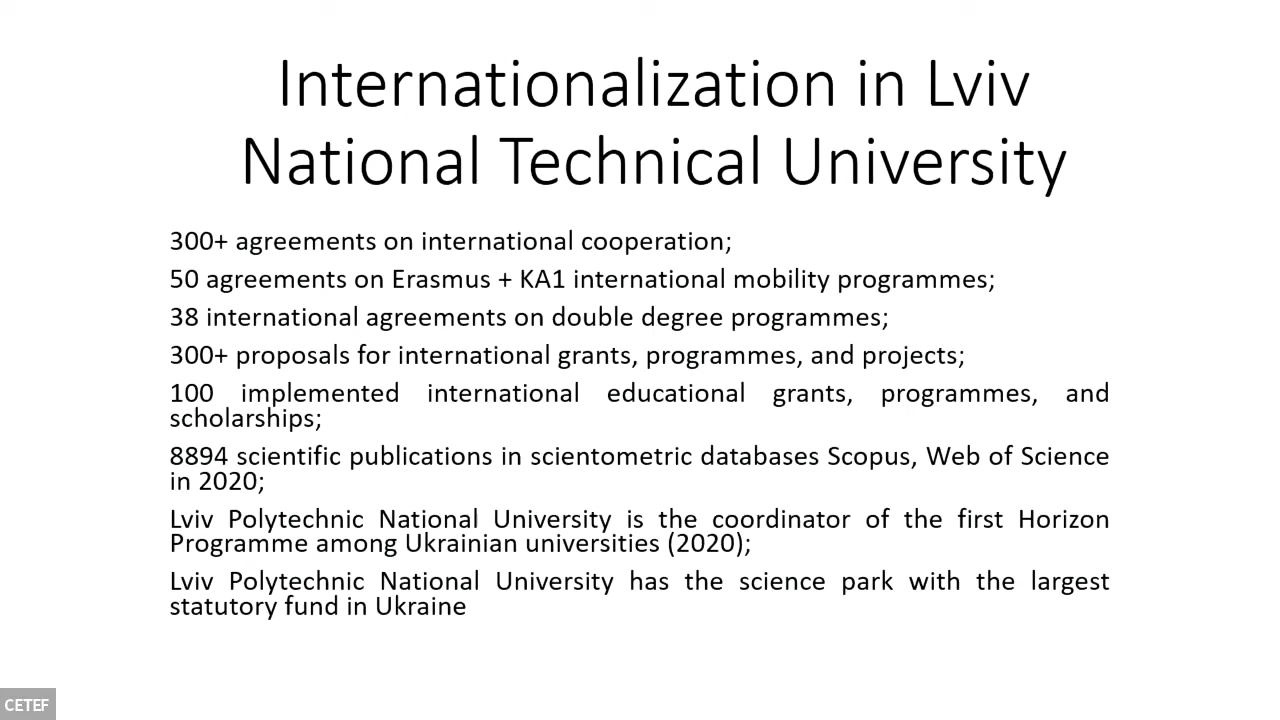 Internationalization in Lviv
National Technical University
300+ agreements on international cooperation;
50 agreements on Erasmus + KA1 international mobility programmes;
38 international agreements on double degree programmes;
300+ proposals for international grants, programmes, and projects;
100 implemented international educational grants, programmes, and
scholarships;
8894 scientific publications in scientometric databases Scopus, Web of Science
in 2020;
Lviv Polytechnic National University is the coordinator of the first Horizon
Programme among Ukrainian universities (2020);
Lviv Polytechnic National University has the science park with the largest
statutory fund in Ukraine
CETEF